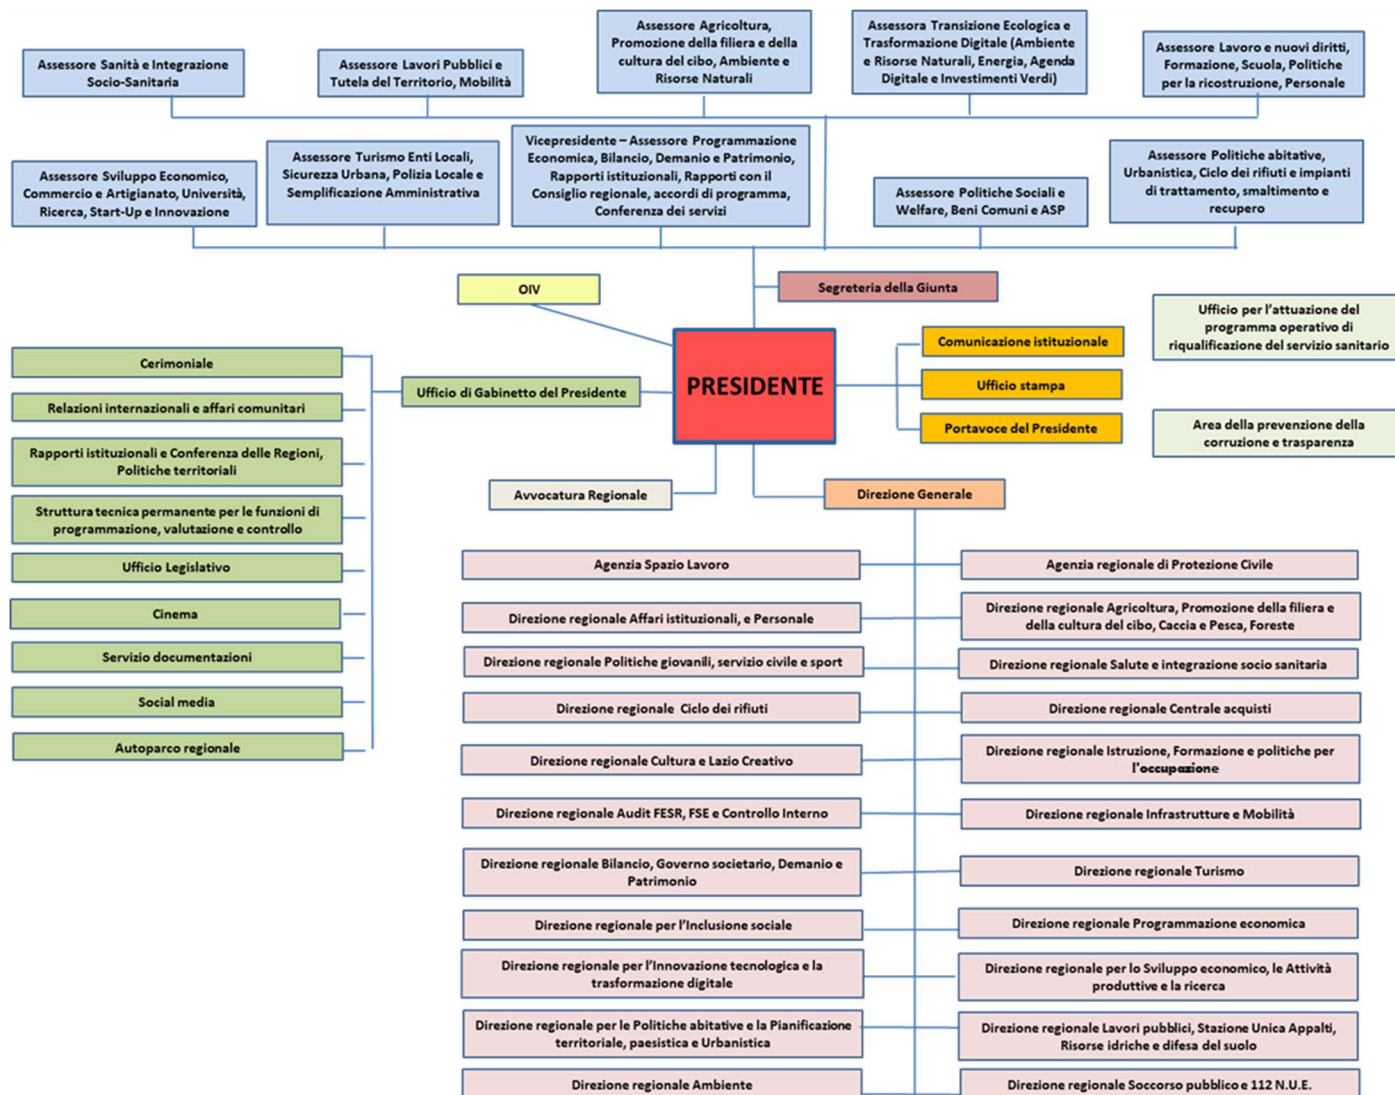 Assessore Sanità e Integrazione
Socio-Sanitaria
Assessore Lavori Pubblici e
Tutela del Territorio, Mobilità
Assessore Agricoltura,
Promozione della filiera e della
cultura del cibo, Ambiente e
Risorse Naturali
Assessora Transizione Ecologica e
Trasformazione Digitale (Ambiente
e Risorse Naturali, Energia, Agenda
Digitale e Investimenti Verdi)
Assessore Lavoro e nuovi diritti,
Formazione, Scuola, Politiche
per la ricostruzione, Personale
Assessore Sviluppo Economico,
Commercio e Artigianato, Università,
Ricerca, Start-Up e Innovazione
Assessore Turismo Enti Locali,
Sicurezza Urbana, Polizia Locale e
Semplificazione Amministrativa
Vicepresidente – Assessore Programmazione
Economica, Bilancio, Demanio e Patrimonio,
Rapporti istituzionali, Rapporti con il
Consiglio regionale, accordi di programma,
Conferenza dei servizi
Assessore Politiche Sociali e
Welfare, Beni Comuni e ASP
Assessore Politiche abitative,
Urbanistica, Ciclo dei rifiuti e impianti
di trattamento, smaltimento e
recupero
OIV
Segreteria della Giunta
Ufficio per l’attuazione del
programma operativo di
riqualificazione del servizio sanitario
Cerimoniale
Ufficio di Gabinetto del Presidente
PRESIDENTE
Comunicazione istituzionale
Ufficio stampa
Portavoce del Presidente
Area della prevenzione della
corruzione e trasparenza
Relazioni internazionali e affari comunitari
Rapporti istituzionali e Conferenza delle Regioni,
Politiche territoriali
Struttura tecnica permanente per le funzioni di
programmazione, valutazione e controllo
Ufficio Legislativo
Cinema
Servizio documentazioni
Social media
Autoparco regionale
Avvocatura Regionale
Direzione Generale
Agenzia Spazio Lavoro
Agenzia regionale di Protezione Civile
Direzione regionale Affari istituzionali, e Personale
Direzione regionale Agricoltura, Promozione della filiera e
della cultura del cibo, Caccia e Pesca, Foreste
Direzione regionale Politiche giovanili, servizio civile e sport
Direzione regionale Salute e integrazione socio sanitaria
Direzione regionale Ciclo dei rifiuti
Direzione regionale Centrale acquisti
Direzione regionale Cultura e Lazio Creativo
Direzione regionale Istruzione, Formazione e politiche per
l'occupazione
Direzione regionale Audit FESR, FSE e Controllo Interno
Direzione regionale Infrastrutture e Mobilità
Direzione regionale Bilancio, Governo societario, Demanio e
Patrimonio
Direzione regionale Turismo
Direzione regionale per l’Inclusione sociale
Direzione regionale Programmazione economica
Direzione regionale per l’Innovazione tecnologica e la
trasformazione digitale
Direzione regionale per lo Sviluppo economico, le Attività
produttive e la ricerca
Direzione regionale per le Politiche abitative e la Pianificazione
territoriale, paesistica e Urbanistica
Direzione regionale Lavori pubblici, Stazione Unica Appalti,
Risorse idriche e difesa del suolo
Direzione regionale Ambiente
Direzione regionale Soccorso pubblico e 112 N.U.E.